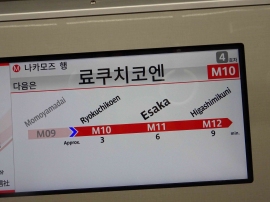 M 나카모즈 행
4
다음은 료쿠치코엔 M10
Momoyamadai Ryokuchikoen Esaka Higashimikuni
M09 M10 M11 M12
Approx. 3 6 9 min.